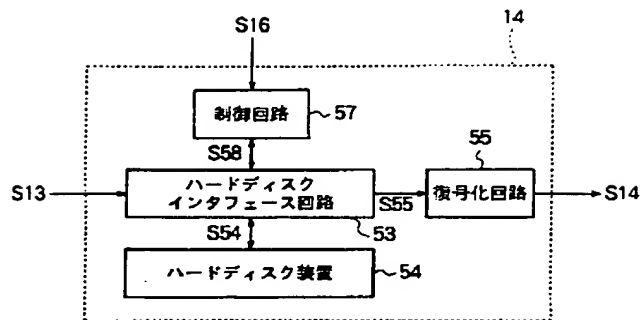 S16
14
制御回路
57
S58
55
S13
ハードディスク
インタフェース回路
S55
復号化回路
S14
S54
53
ハードディスク装置
54